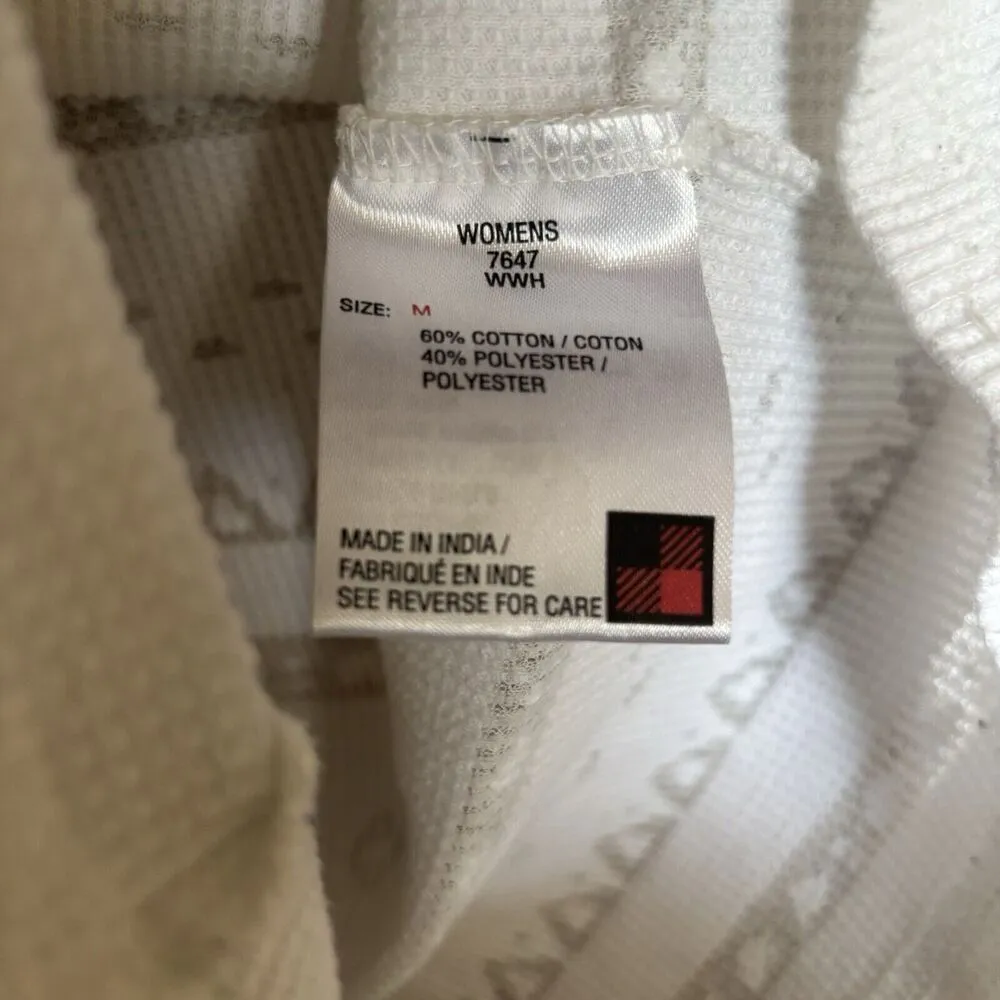 WOMENS
7647
WWH
SIZE: M
60% COTTON / COTON
40% POLYESTER /
POLYESTER
MADE IN INDIA /
FABRIQUÉ EN INDE
SEE REVERSE FOR CARE